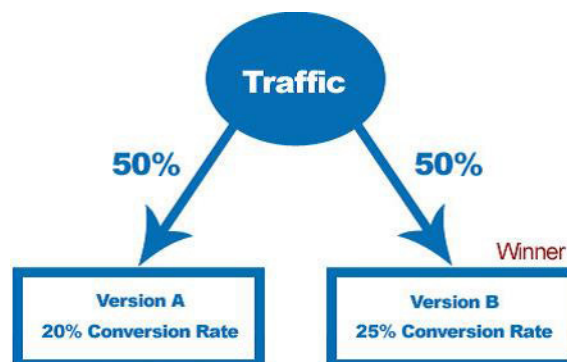 Traffic
50%
50%
Winner
Version A
20% Conversion Rate
Version B
25% Conversion Rate